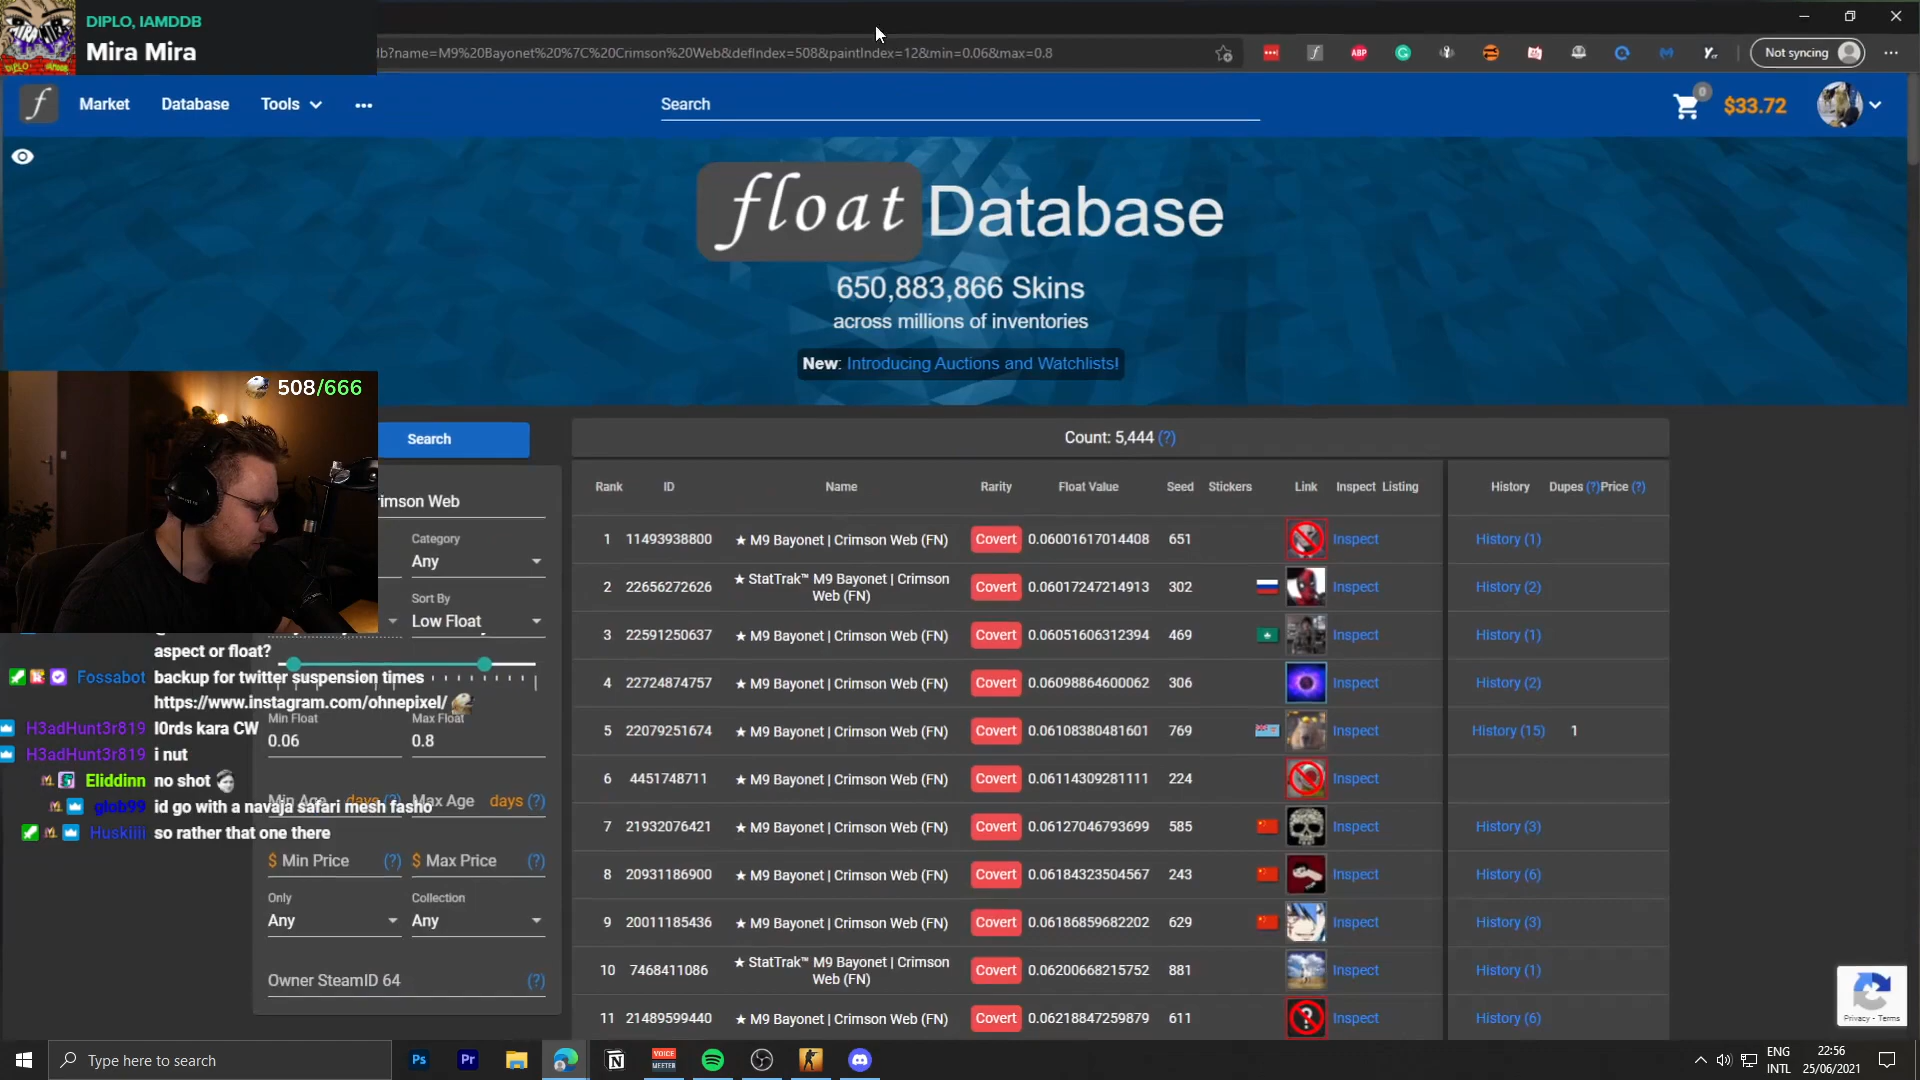 DIPLO, IAMDDB
Mira Mira
db?name=M9%20Bayonet%20%7C%20Crimson%20Web&defIndex=508&paintIndex=12&min=0.06&max=0.8
ABP
Not syncing
f Market Database Tools
Search
0 $33.72
float Database
650,883,866 Skins
across millions of inventories
New: Introducing Auctions and Watchlists!
508/666
Search
Count: 5,444 (?)
Rank ID Name Rarity Float Value Seed Stickers Link Inspect Listing History Dupes (?) Price (?)
1 11493938800 ★ M9 Bayonet | Crimson Web (FN) Covert 0.06001617014408 651 Inspect History (1)
2 22656272626 ★ StatTrak™ M9 Bayonet | Crimson Web (FN) Covert 0.06017247214913 302 Inspect History (2)
3 22591250637 ★ M9 Bayonet | Crimson Web (FN) Covert 0.06051606312394 469 Inspect History (1)
4 22724874757 ★ M9 Bayonet | Crimson Web (FN) Covert 0.06098864600062 306 Inspect History (2)
5 22079251674 ★ M9 Bayonet | Crimson Web (FN) Covert 0.06108380481601 769 Inspect History (15) 1
6 4451748711 ★ M9 Bayonet | Crimson Web (FN) Covert 0.06114309281111 224 Inspect
7 21932076421 ★ M9 Bayonet | Crimson Web (FN) Covert 0.06127046793699 585 Inspect History (3)
8 20931186900 ★ M9 Bayonet | Crimson Web (FN) Covert 0.06184323504567 243 Inspect History (6)
9 20011185436 ★ M9 Bayonet | Crimson Web (FN) Covert 0.06186859682202 629 Inspect History (3)
10 7468411086 ★ StatTrak™ M9 Bayonet | Crimson Web (FN) Covert 0.06200668215752 881 Inspect History (1)
11 21489599440 ★ M9 Bayonet | Crimson Web (FN) Covert 0.06218847259879 611 Inspect History (6)
rimson Web
Category
Any
Sort By
Low Float
aspect or float?
Fossabot backup for twitter suspension times
https://www.instagram.com/ohnepixel/
H3adHunt3r819 l0rds kara CW
H3adHunt3r819 i nut
Eliddinn no shot
glob99 id go with a navaja safari mesh fasho
Huskiiii so rather that one there
Min Float Max Float
0.06 0.8
Min Age days (?) Max Age days (?)
$ Min Price (?) $ Max Price (?)
Only Collection
Any Any
Owner SteamID 64 (?)
Privacy - Terms
Type here to search
Ps Pr VOICE MEETER
ENG
INTL
22:56
25/06/2021